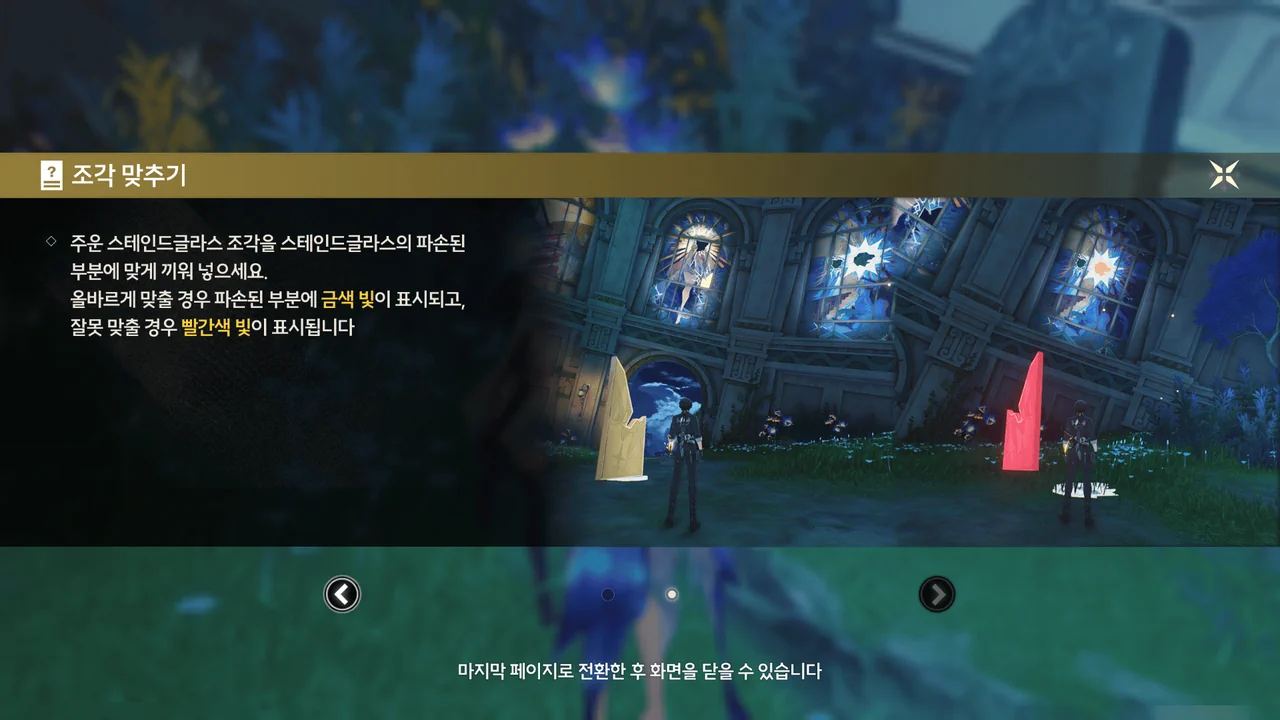 조각 맞추기
주운 스테인드글라스 조각을 스테인드글라스의 파손된
부분에 맞게 끼워 넣으세요.
올바르게 맞출 경우 파손된 부분에 금색 빛이 표시되고,
잘못 맞출 경우 빨간색 빛이 표시됩니다
마지막 페이지로 전환한 후 화면을 닫을 수 있습니다